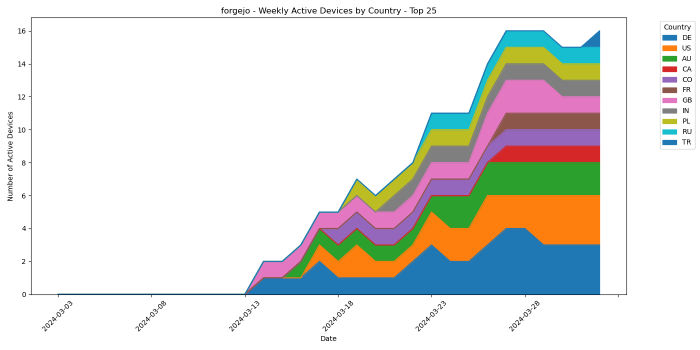 forgejo - Weekly Active Devices by Country - Top 25
Number of Active Devices
16
14
12
10
8
6
4
2
0
2024-03-03
2024-03-08
2024-03-13
2024-03-18
2024-03-23
2024-03-28
Date
Country
DE
US
AU
CA
CO
FR
GB
IN
PL
RU
TR